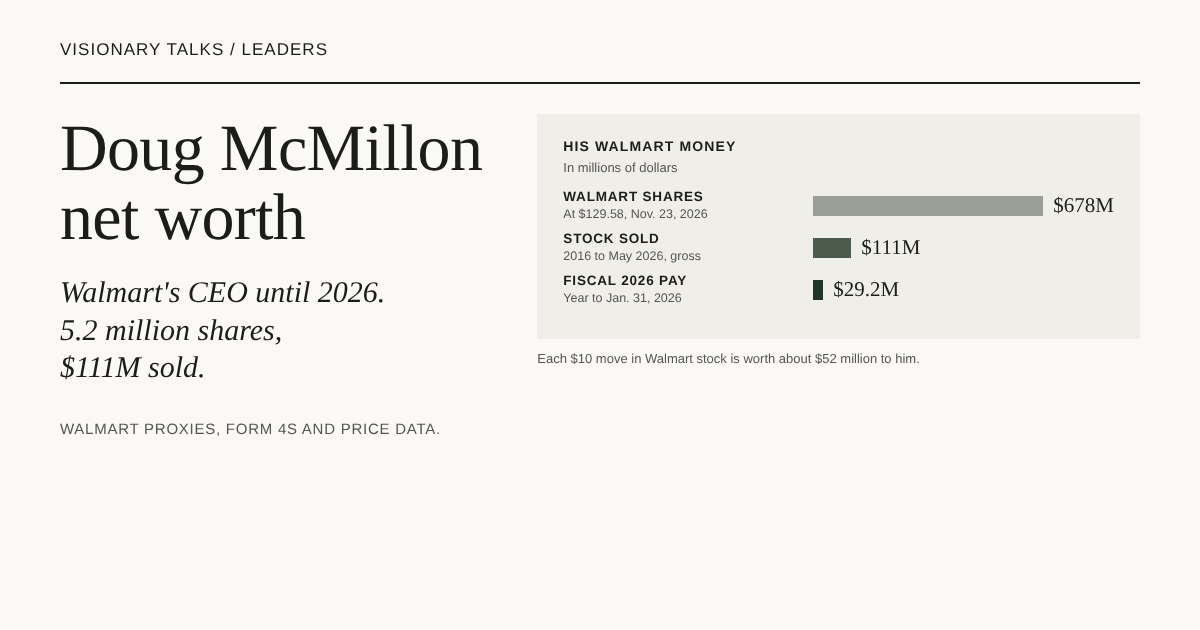 VISIONARY TALKS / LEADERS
Doug McMillon
net worth
Walmart's CEO until 2026.
5.2 million shares,
$111M sold.
WALMART PROXIES, FORM 4S AND PRICE DATA.
HIS WALMART MONEY
In millions of dollars
WALMART SHARES
At $129.58, Nov. 23, 2026
$678M
STOCK SOLD
2016 to May 2026, gross
$111M
FISCAL 2026 PAY
Year to Jan. 31, 2026
$29.2M
Each $10 move in Walmart stock is worth about $52 million to him.